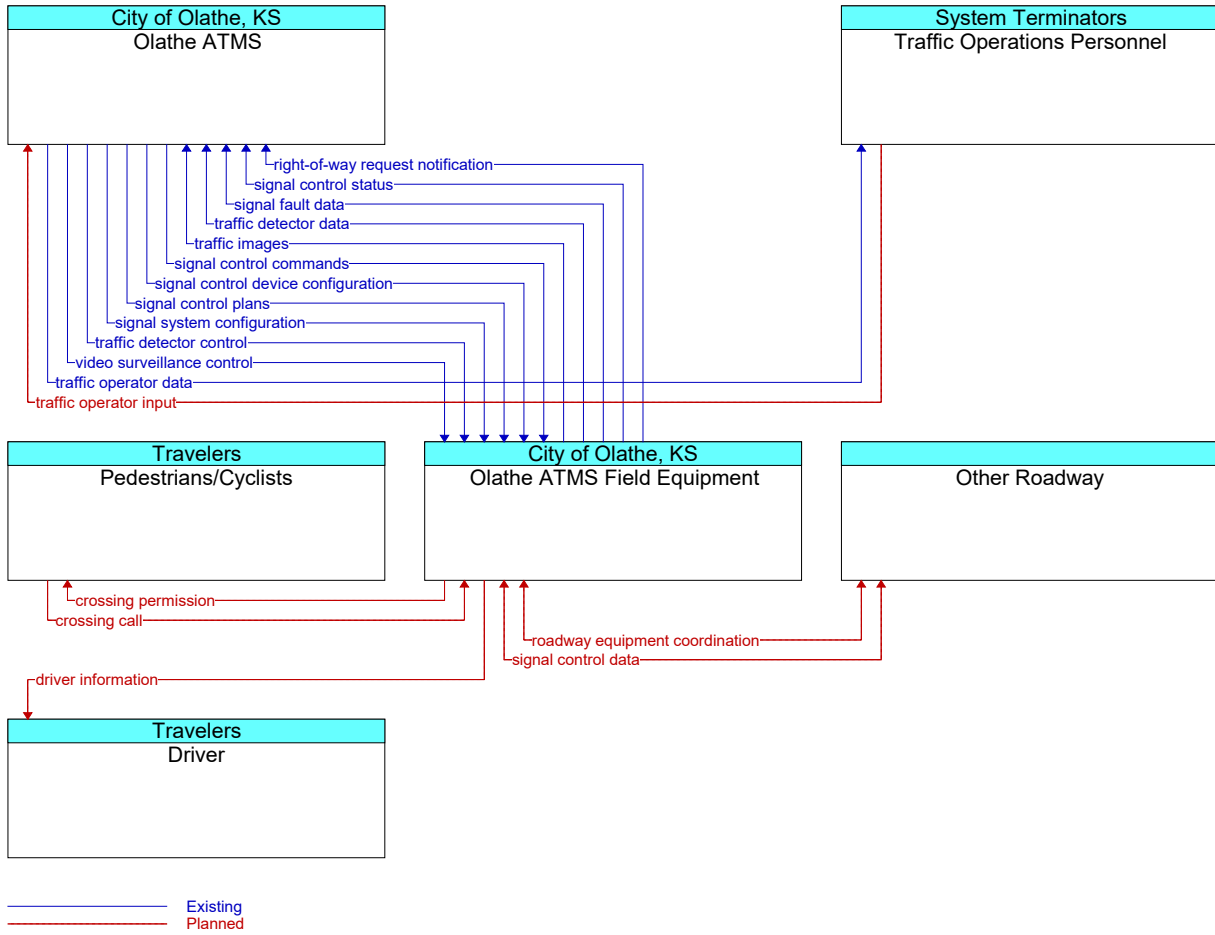 City of Olathe, KS
Olathe ATMS
System Terminators
Traffic Operations Personnel
right-of-way request notification
signal control status
signal fault data
traffic detector data
traffic images
signal control commands
signal control device configuration
signal control plans
signal system configuration
traffic detector control
video surveillance control
traffic operator data
traffic operator input
Travelers
Pedestrians/Cyclists
City of Olathe, KS
Olathe ATMS Field Equipment
Other Roadway
crossing permission
crossing call
roadway equipment coordination
signal control data
driver information
Travelers
Driver
Existing
Planned